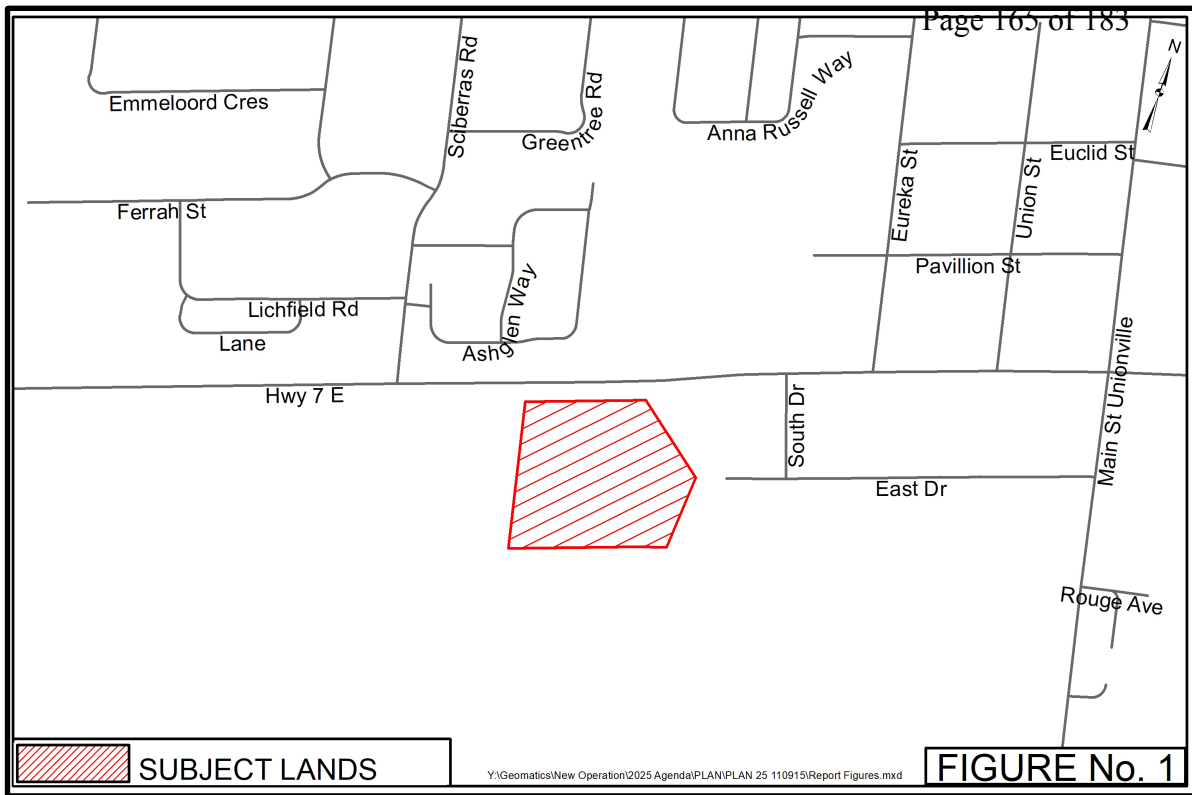 Page 165 of 183
N
Sciberras Rd
Greentree Rd
Anna Russell Way
Emmeloord Cres
Euclid St
Eureka St
Union St
Ferrah St
Pavillion St
Ashglen Way
Lichfield Rd
Lane
Hwy 7 E
Main St Unionville
South Dr
East Dr
Rouge Ave
SUBJECT LANDS
Y:\Geomatics\New Operation\2025 Agenda\PLAN\PLAN 25 110915\Report Figures.mxd
FIGURE No. 1